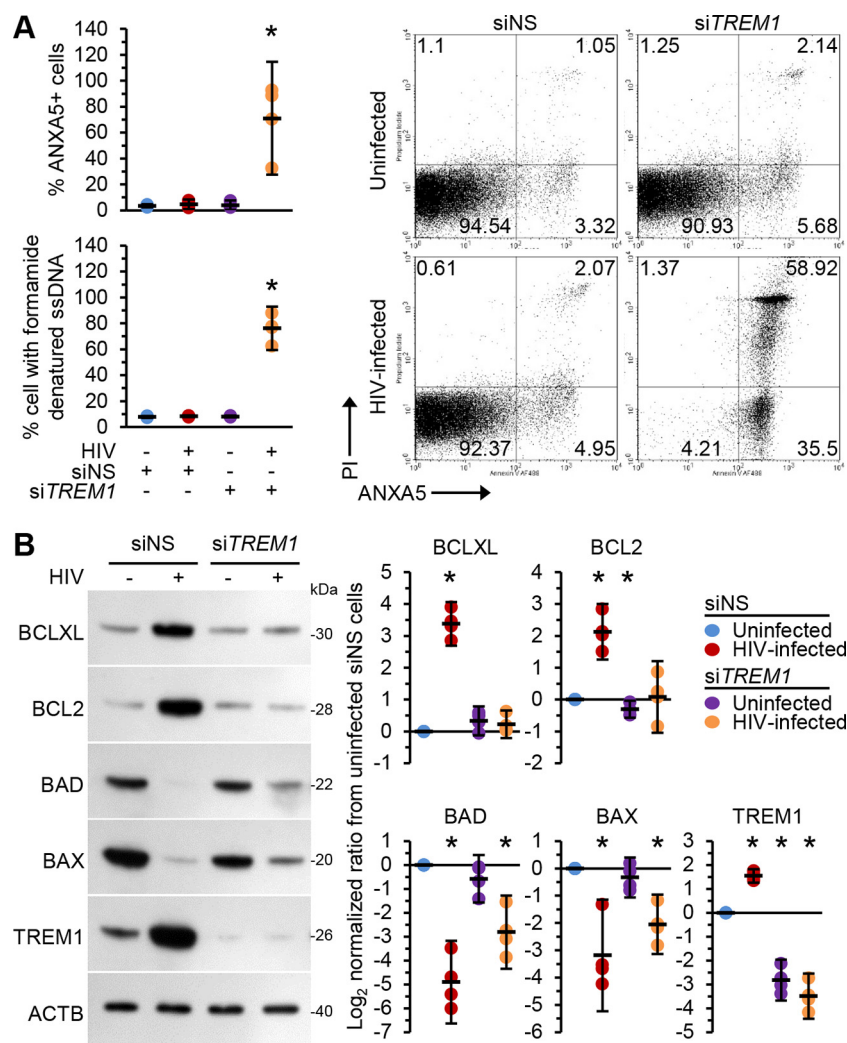 A
siNS
siTREM1
% ANXA5+ cells
140
120
100
80
60
40
20
0
*
% cell with formamide
denatured ssDNA
140
120
100
80
60
40
20
0
*
HIV - + - +
siNS + + - -
siTREM1 - - + +
Uninfected
1.1 1.05
94.54 3.32
1.25 2.14
90.93 5.68
HIV-infected
0.61 2.07
92.37 4.95
1.37 58.92
4.21 35.5
Propidium Iodide
Annexin V AF488
PI
ANXA5
B
siNS siTREM1
HIV - + - +
kDa
BCLXL -30
BCL2 -28
BAD -22
BAX -20
TREM1 -26
ACTB -40
Log2 normalized ratio from uninfected siNS cells
BCLXL
5
4
3
2
1
0
-1
*
BCL2
4
3
2
1
0
-1
-2
* *
siNS
Uninfected
HIV-infected
siTREM1
Uninfected
HIV-infected
BAD
1
0
-1
-2
-3
-4
-5
-6
-7
* *
BAX
1
0
-1
-2
-3
-4
-5
-6
* *
TREM1
3
2
1
0
-1
-2
-3
-4
-5
* * *